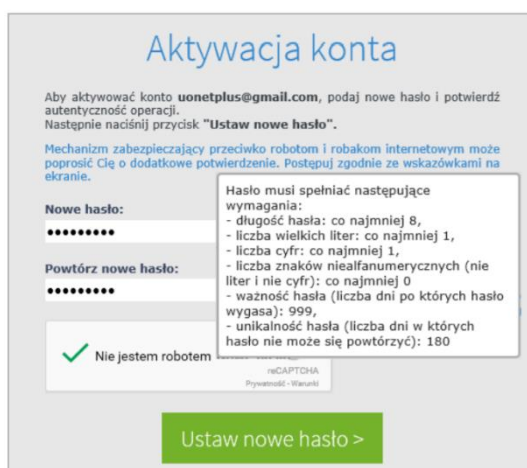 Aktywacja konta
Aby aktywować konto uonetplus@gmail.com, podaj nowe hasło i potwierdź
autentyczność operacji.
Następnie naciśnij przycisk "Ustaw nowe hasło".
Mechanizm zabezpieczający przeciwko robotom i robakom internetowym może
poprosić Cię o dodatkowe potwierdzenie. Postępuj zgodnie ze wskazówkami na
ekranie.
Nowe hasło:
•••••••••
Powtórz nowe hasło:
•••••••••
Hasło musi spełniać następujące
wymagania:
- długość hasła: co najmniej 8,
- liczba wielkich liter: co najmniej 1,
- liczba cyfr: co najmniej 1,
- liczba znaków niealfanumerycznych (nie
liter i nie cyfr): co najmniej 0
- ważność hasła (liczba dni po których hasło
wygasa): 999,
- unikalność hasła (liczba dni w których
hasło nie może się powtórzyć): 180
Nie jestem robotem
reCAPTCHA
Prywatność - Warunki
Ustaw nowe hasło >